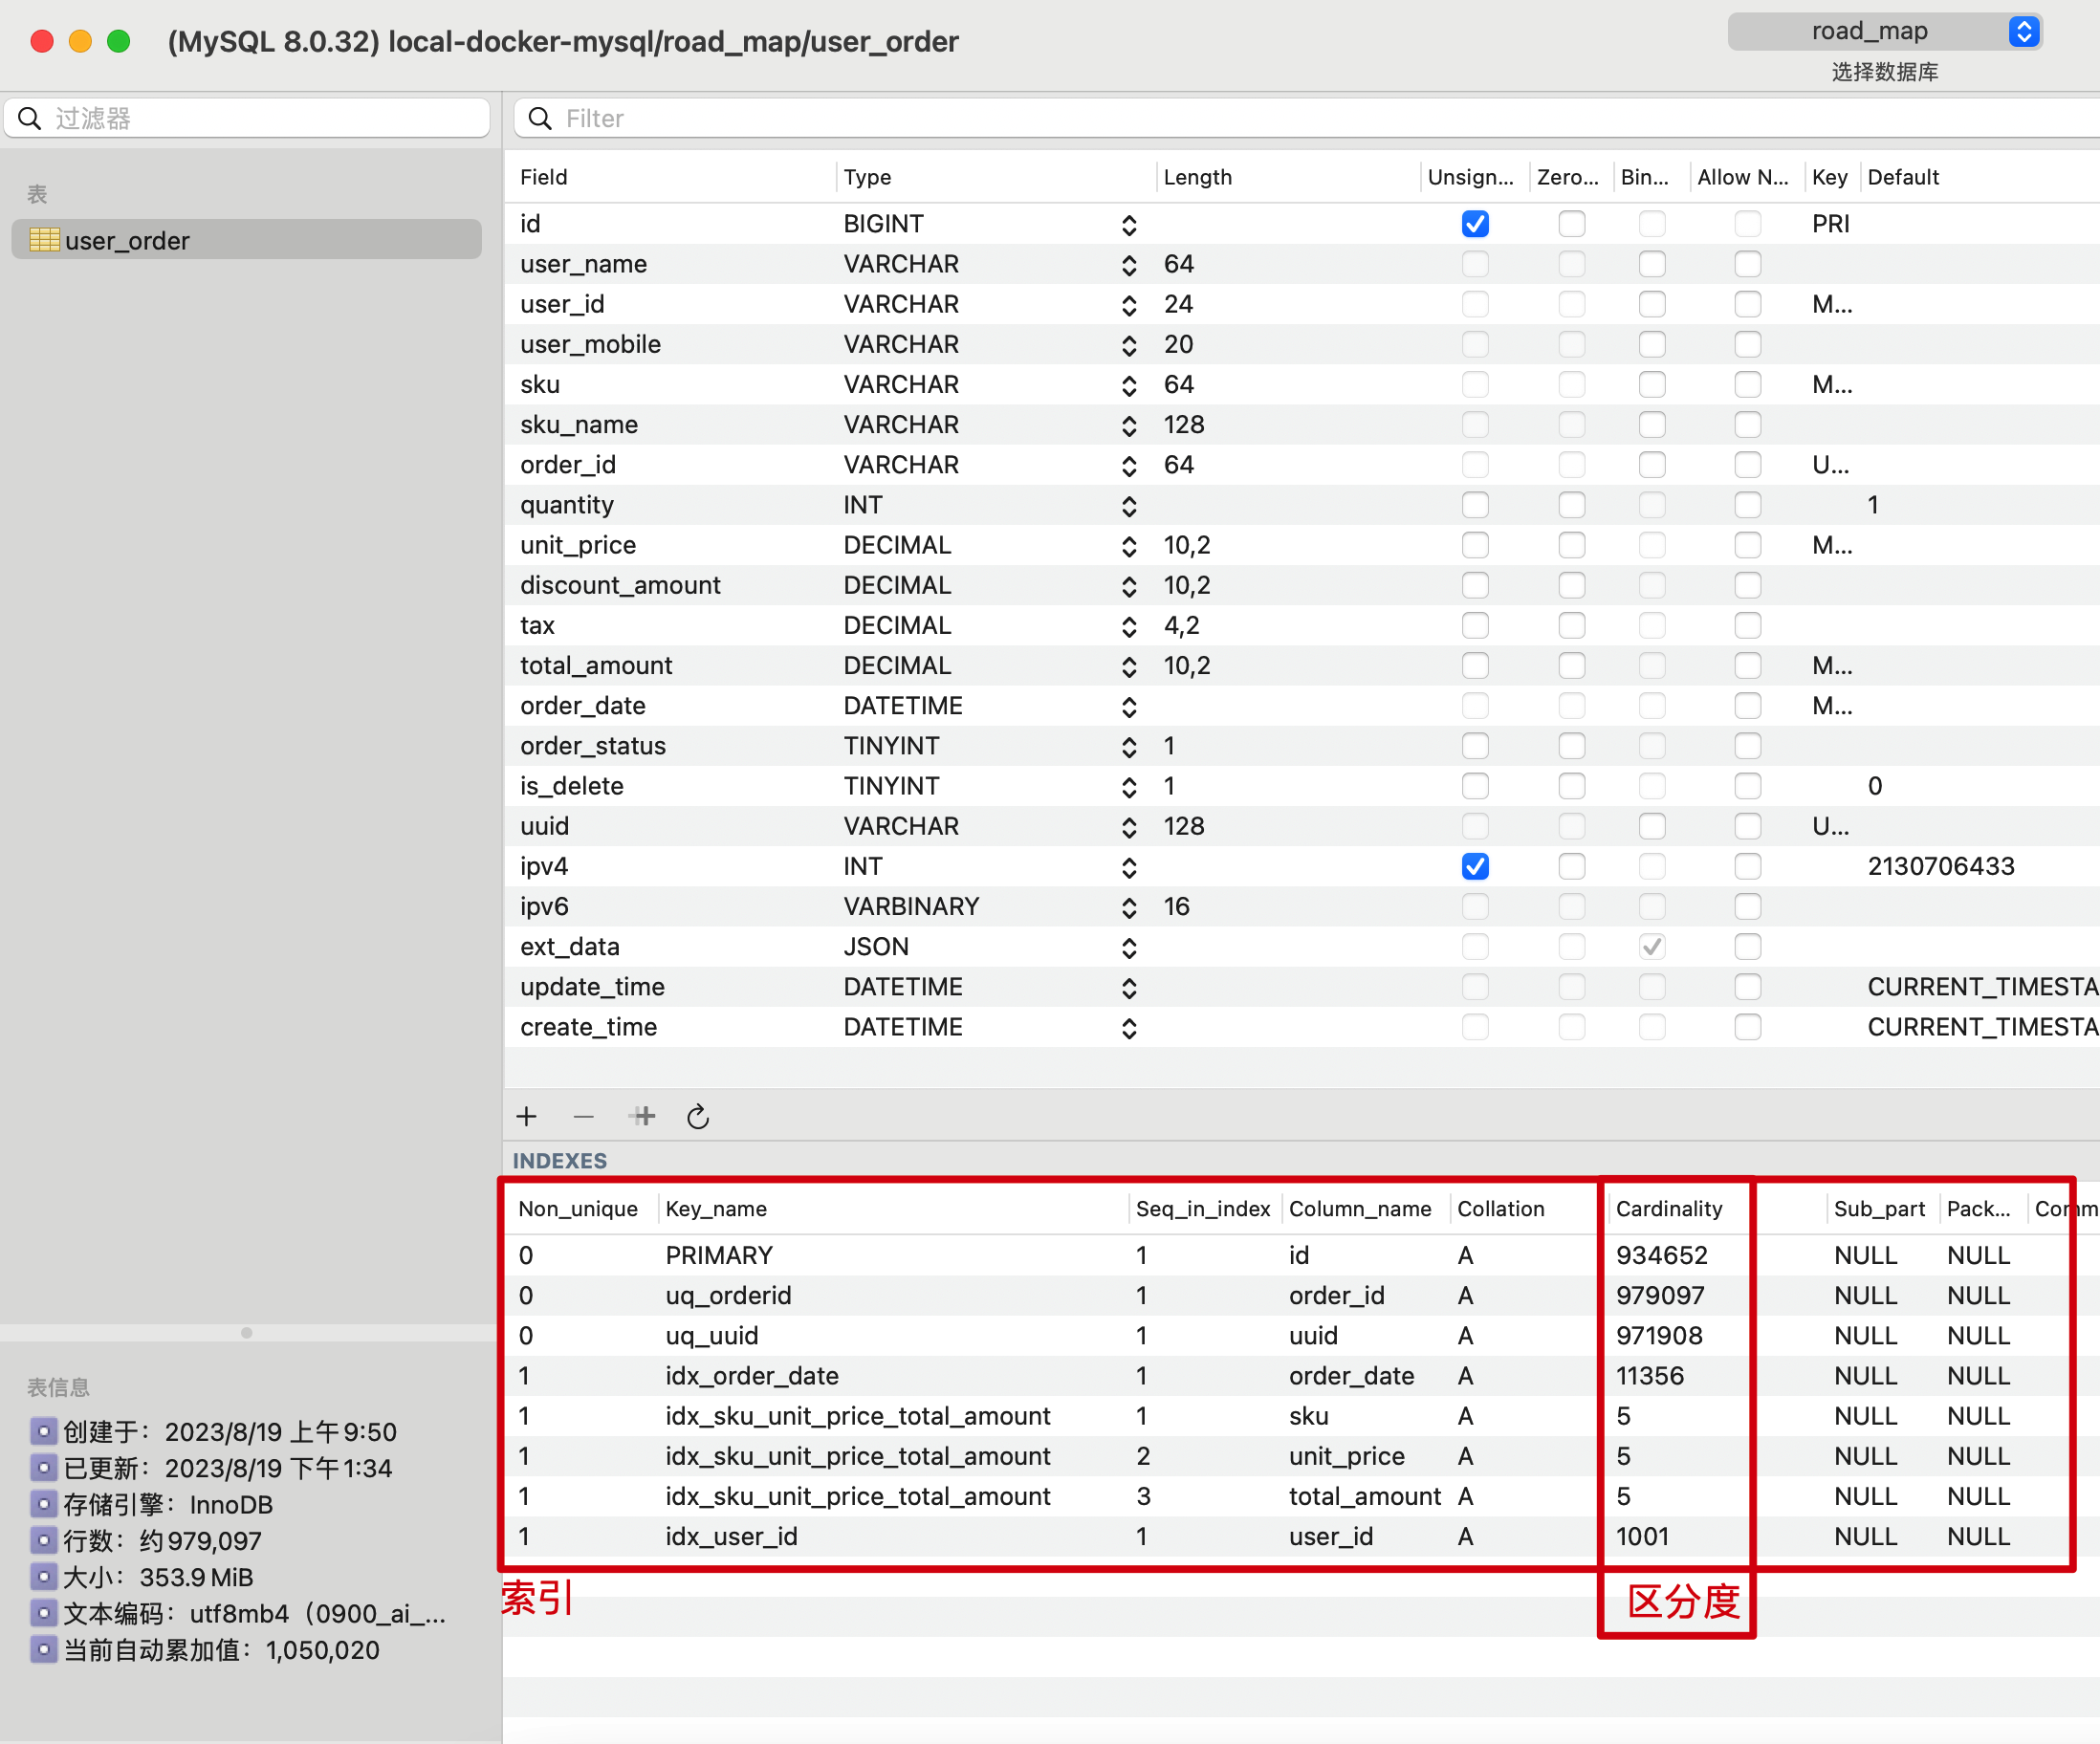 (MySQL 8.0.32) local-docker-mysql/road_map/user_order
road_map
选择数据库
过滤器
Filter
表
user_order
Field Type Length Unsign... Zero... Bin... Allow N... Key Default
id BIGINT PRI
user_name VARCHAR 64
user_id VARCHAR 24 M...
user_mobile VARCHAR 20
sku VARCHAR 64 M...
sku_name VARCHAR 128
order_id VARCHAR 64 U...
quantity INT 1
unit_price DECIMAL 10,2 M...
discount_amount DECIMAL 10,2
tax DECIMAL 4,2
total_amount DECIMAL 10,2 M...
order_date DATETIME M...
order_status TINYINT 1
is_delete TINYINT 1 0
uuid VARCHAR 128 U...
ipv4 INT 2130706433
ipv6 VARBINARY 16
ext_data JSON
update_time DATETIME CURRENT_TIMESTA
create_time DATETIME CURRENT_TIMESTA
INDEXES
Non_unique Key_name Seq_in_index Column_name Collation Cardinality Sub_part Pack... Comm
0 PRIMARY 1 id A 934652 NULL NULL
0 uq_orderid 1 order_id A 979097 NULL NULL
0 uq_uuid 1 uuid A 971908 NULL NULL
1 idx_order_date 1 order_date A 11356 NULL NULL
1 idx_sku_unit_price_total_amount 1 sku A 5 NULL NULL
1 idx_sku_unit_price_total_amount 2 unit_price A 5 NULL NULL
1 idx_sku_unit_price_total_amount 3 total_amount A 5 NULL NULL
1 idx_user_id 1 user_id A 1001 NULL NULL
索引
区分度
表信息
创建于：2023/8/19 上午9:50
已更新：2023/8/19 下午1:34
存储引擎：InnoDB
行数：约979,097
大小：353.9 MiB
文本编码：utf8mb4（0900_ai_...
当前自动累加值：1,050,020